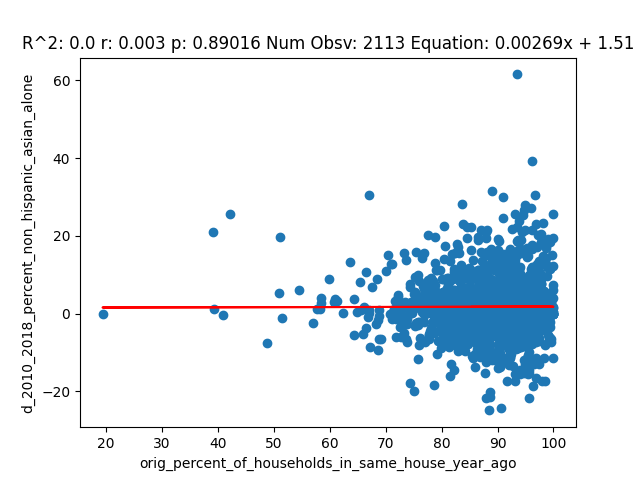 R^2: 0.0 r: 0.003 p: 0.89016 Num Obsv: 2113 Equation: 0.00269x + 1.51
d_2010_2018_percent_non_hispanic_asian_alone
60
40
20
0
−20
20 30 40 50 60 70 80 90 100
orig_percent_of_households_in_same_house_year_ago